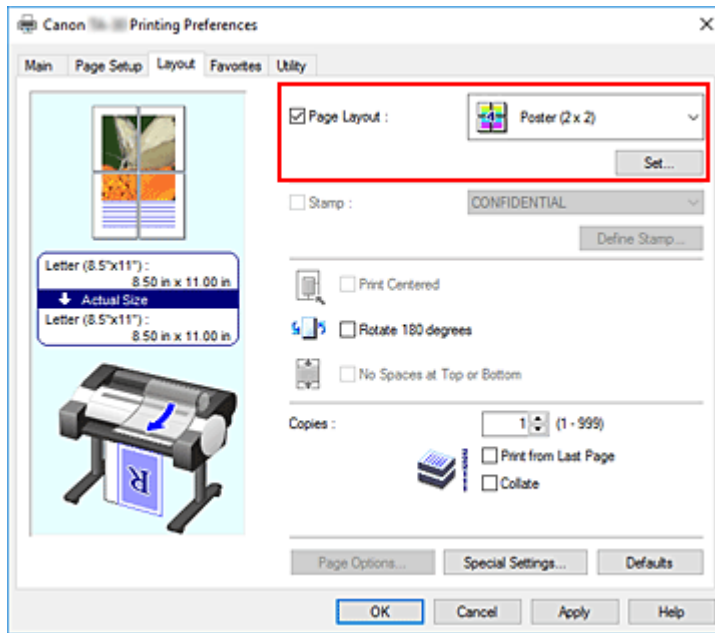 Canon Printing Preferences
Main Page Setup Layout Favorites Utility
Page Layout : 4 Poster (2 x 2)
Set...
Stamp : CONFIDENTIAL
Define Stamp...
Letter (8.5"x11") :
8.50 in x 11.00 in
Actual Size
Letter (8.5"x11") :
8.50 in x 11.00 in
R
Print Centered
Rotate 180 degrees
No Spaces at Top or Bottom
Copies : 1 (1 - 999)
Print from Last Page
Collate
Page Options... Special Settings... Defaults
OK Cancel Apply Help